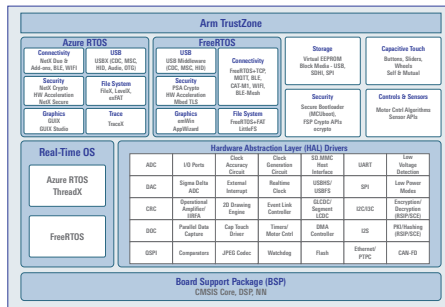 Arm TrustZone
Azure RTOS
Connectivity
NetX Duo &
Add-ons, BLE, WIFI
USB
USBX (CDC, MSC,
HID, Audio, OTG)
Security
NetX Crypto
HW Acceleration
NetX Secure
File System
FileX, LevelX,
exFAT
Graphics
GUIX
GUIX Studio
Trace
TraceX
FreeRTOS
USB
USB Middleware
(CDC, MSC, HID)
Connectivity
FreeRTOS+TCP,
MQTT, BLE,
CAT-M1, WIFI,
BLE-Mesh
Security
PSA Crypto
HW Acceleration
Mbed TLS
Graphics
emWin
AppWizard
File System
FreeRTOS+FAT
LittleFS
Storage
Virtual EEPROM
Block Media - USB,
SDHI, SPI
Capacitive Touch
Buttons, Sliders,
Wheels
Self & Mutual
Security
Secure Bootloader
(MCUboot),
FSP Crypto APIs
ocrypto
Controls & Sensors
Motor Cntrl Algorithms
Sensor APIs
Real-Time OS
Azure RTOS
ThreadX
FreeRTOS
Hardware Abstraction Layer (HAL) Drivers
ADC
I/O Ports
Clock
Accuracy
Circuit
Clock
Generation
Circuit
SD/MMC
Host
Interface
UART
Low
Voltage
Detection
DAC
Sigma Delta
ADC
External
Interrupt
Realtime
Clock
USBHS/
USBFS
SPI
Low Power
Modes
CRC
Operational
Amplifier/
IIRFA
2D Drawing
Engine
Event Link
Controller
GLCDC/
Segment
LCDC
I2C/I3C
Encryption/
Decryption
(RSIP/SCE)
DOC
Parallel Data
Capture
Cap Touch
Driver
Timers/
Motor Cntrl
DMA
Controller
I2S
PKI/Hashing
(RSIP/SCE)
QSPI
Comparators
JPEG Codec
Watchdog
Flash
Ethernet/
PTPC
CAN-FD
Board Support Package (BSP)
CMSIS Core, DSP, NN